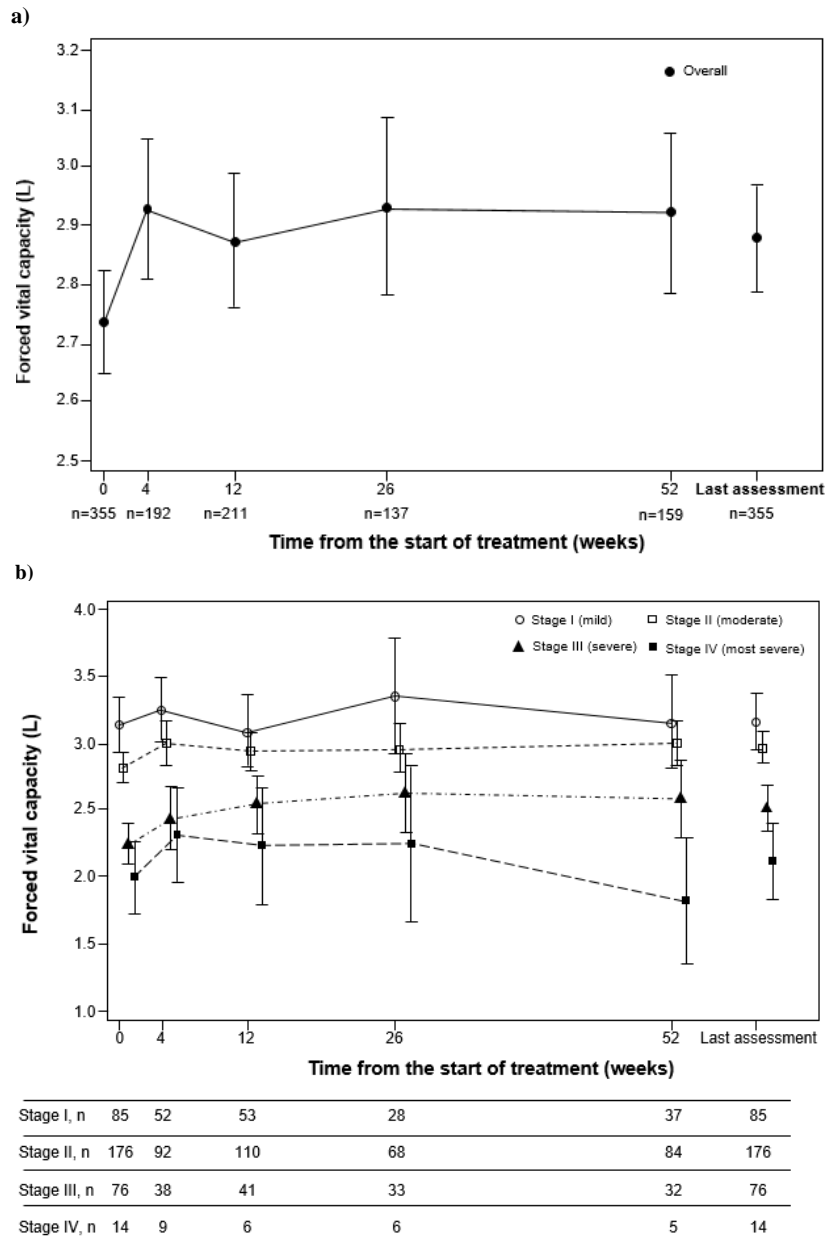 a)
3.2
3.1
3.0
2.9
2.8
2.7
2.6
2.5
Forced vital capacity (L)
Overall
0 4 12 26 52 Last assessment
n=355 n=192 n=211 n=137 n=159 n=355
Time from the start of treatment (weeks)
b)
4.0
3.5
3.0
2.5
2.0
1.5
1.0
Forced vital capacity (L)
Stage I (mild) Stage II (moderate)
Stage III (severe) Stage IV (most severe)
0 4 12 26 52 Last assessment
Time from the start of treatment (weeks)
Stage I, n 85 52 53 28 37 85
Stage II, n 176 92 110 68 84 176
Stage III, n 76 38 41 33 32 76
Stage IV, n 14 9 6 6 5 14